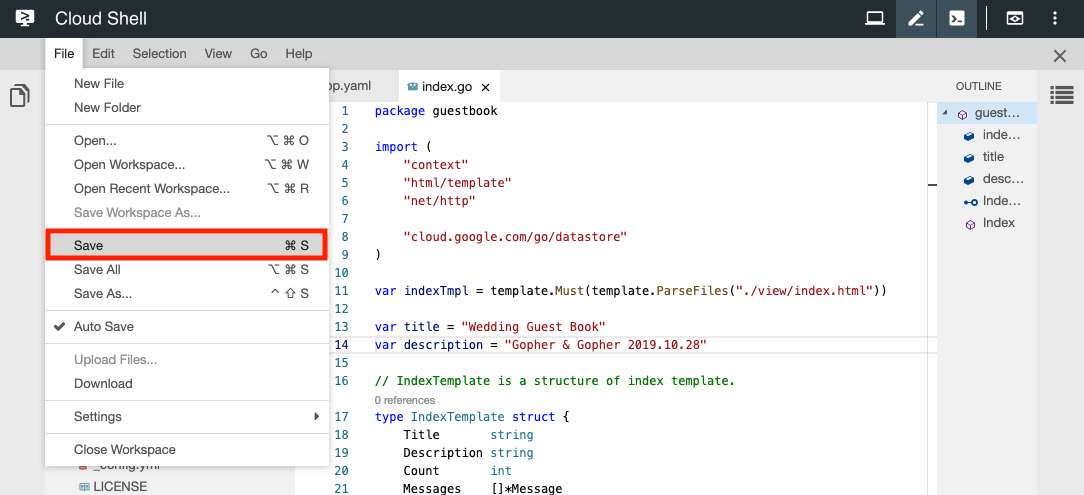 Cloud Shell
File Edit Selection View Go Help
New File
New Folder
Open... ⌥ ⌘ O
Open Workspace... ⌥ ⌘ W
Open Recent Workspace... ⌥ ⌘ R
Save Workspace As...
Save ⌘ S
Save All ⌥ ⌘ S
Save As... ^ ⇧ S
Auto Save
Upload Files...
Download
Settings
Close Workspace
_config.yml
LICENSE
pp.yaml
index.go
1 package guestbook
2
3 import (
4 "context"
5 "html/template"
6 "net/http"
7
8 "cloud.google.com/go/datastore"
9 )
10
11 var indexTmpl = template.Must(template.ParseFiles("./view/index.html"))
12
13 var title = "Wedding Guest Book"
14 var description = "Gopher & Gopher 2019.10.28"
15
16 // IndexTemplate is a structure of index template.
0 references
17 type IndexTemplate struct {
18 Title string
19 Description string
20 Count int
21 Messages []*Message
OUTLINE
guest...
inde...
title
desc...
Inde...
Index